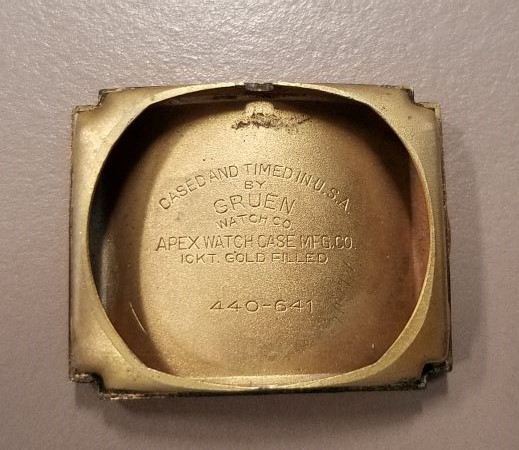 CASED AND TIMED IN U.S.A.
BY
GRUEN
WATCH CO.
APEX WATCH CASE MFG. CO.
10KT. GOLD FILLED
440-641